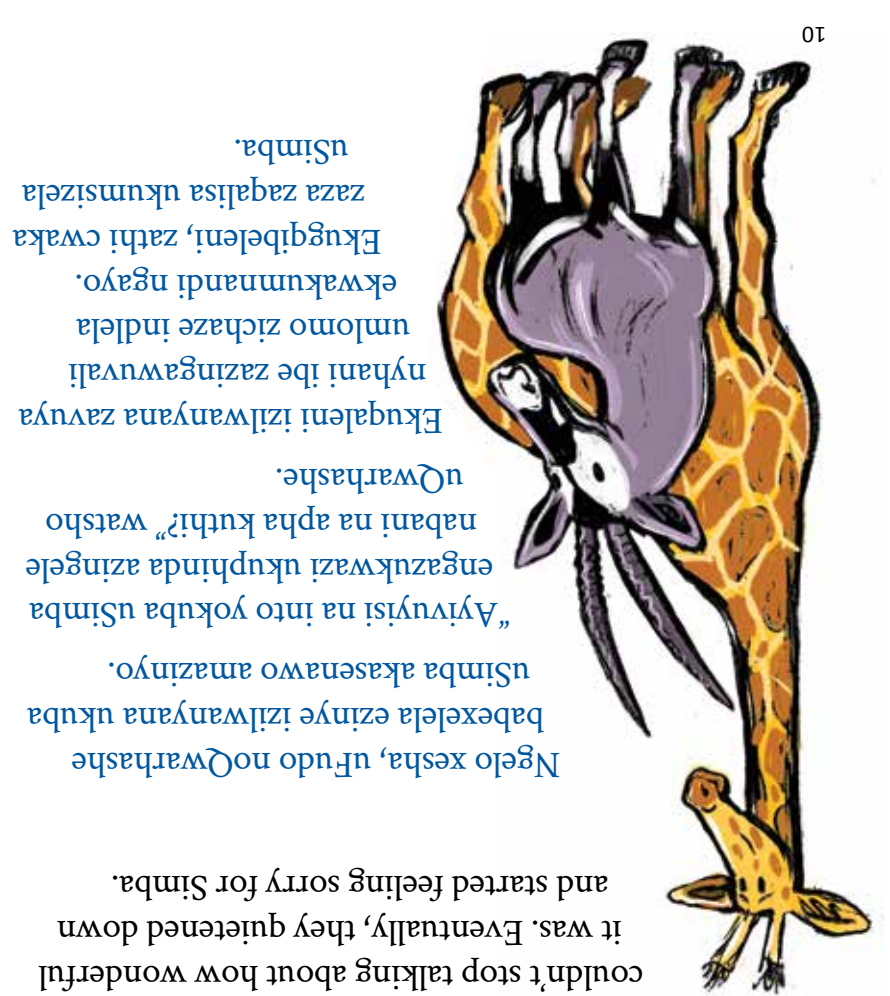 couldn't stop talking about how wonderful
it was. Eventually, they quietened down
and started feeling sorry for Simba.
Ngelo xesha, uFudo noQwarhashe
babexelela ezinye izilwanyana ukuba
uSimba akasenawo amazinyo.
“Ayivuyisi na into yokuba uSimba
engazukwazi ukuphinda azingele
nabani na apha kuthi?” watsho
uQwarhashe.
Ekuqaleni izilwanyana zavuya
nyhani ibe zazingawuvali
umlomo zichaze indlela
ekwakumnandi ngayo.
Ekugqibeleni, zathi cwaka
zaza zaqalisa ukumsizela
uSimba.
10